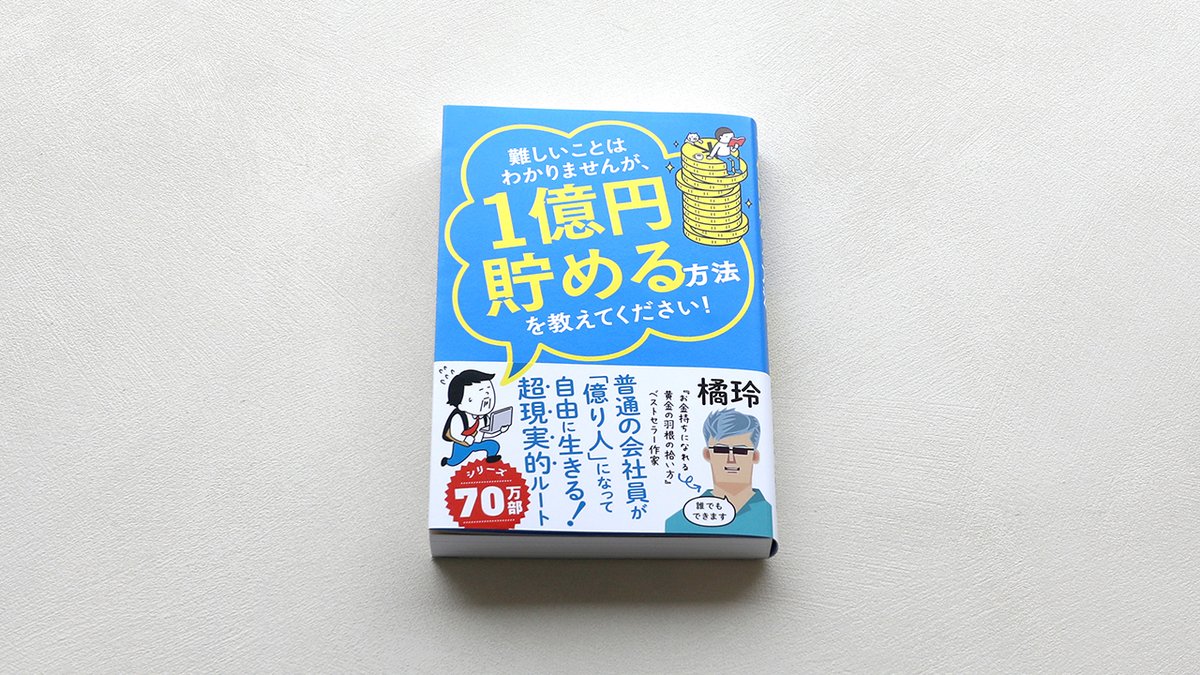 難しいことは
わかりませんが、
1億円
貯める方法
を教えてください!
橘玲
『お金持ちになれる
黄金の羽根の拾い方』
ベストセラー作家
普通の会社員が
「億り人」になって
自由に生きる!
超現実的ルート
シリーズ
70万部
誰でも
できます